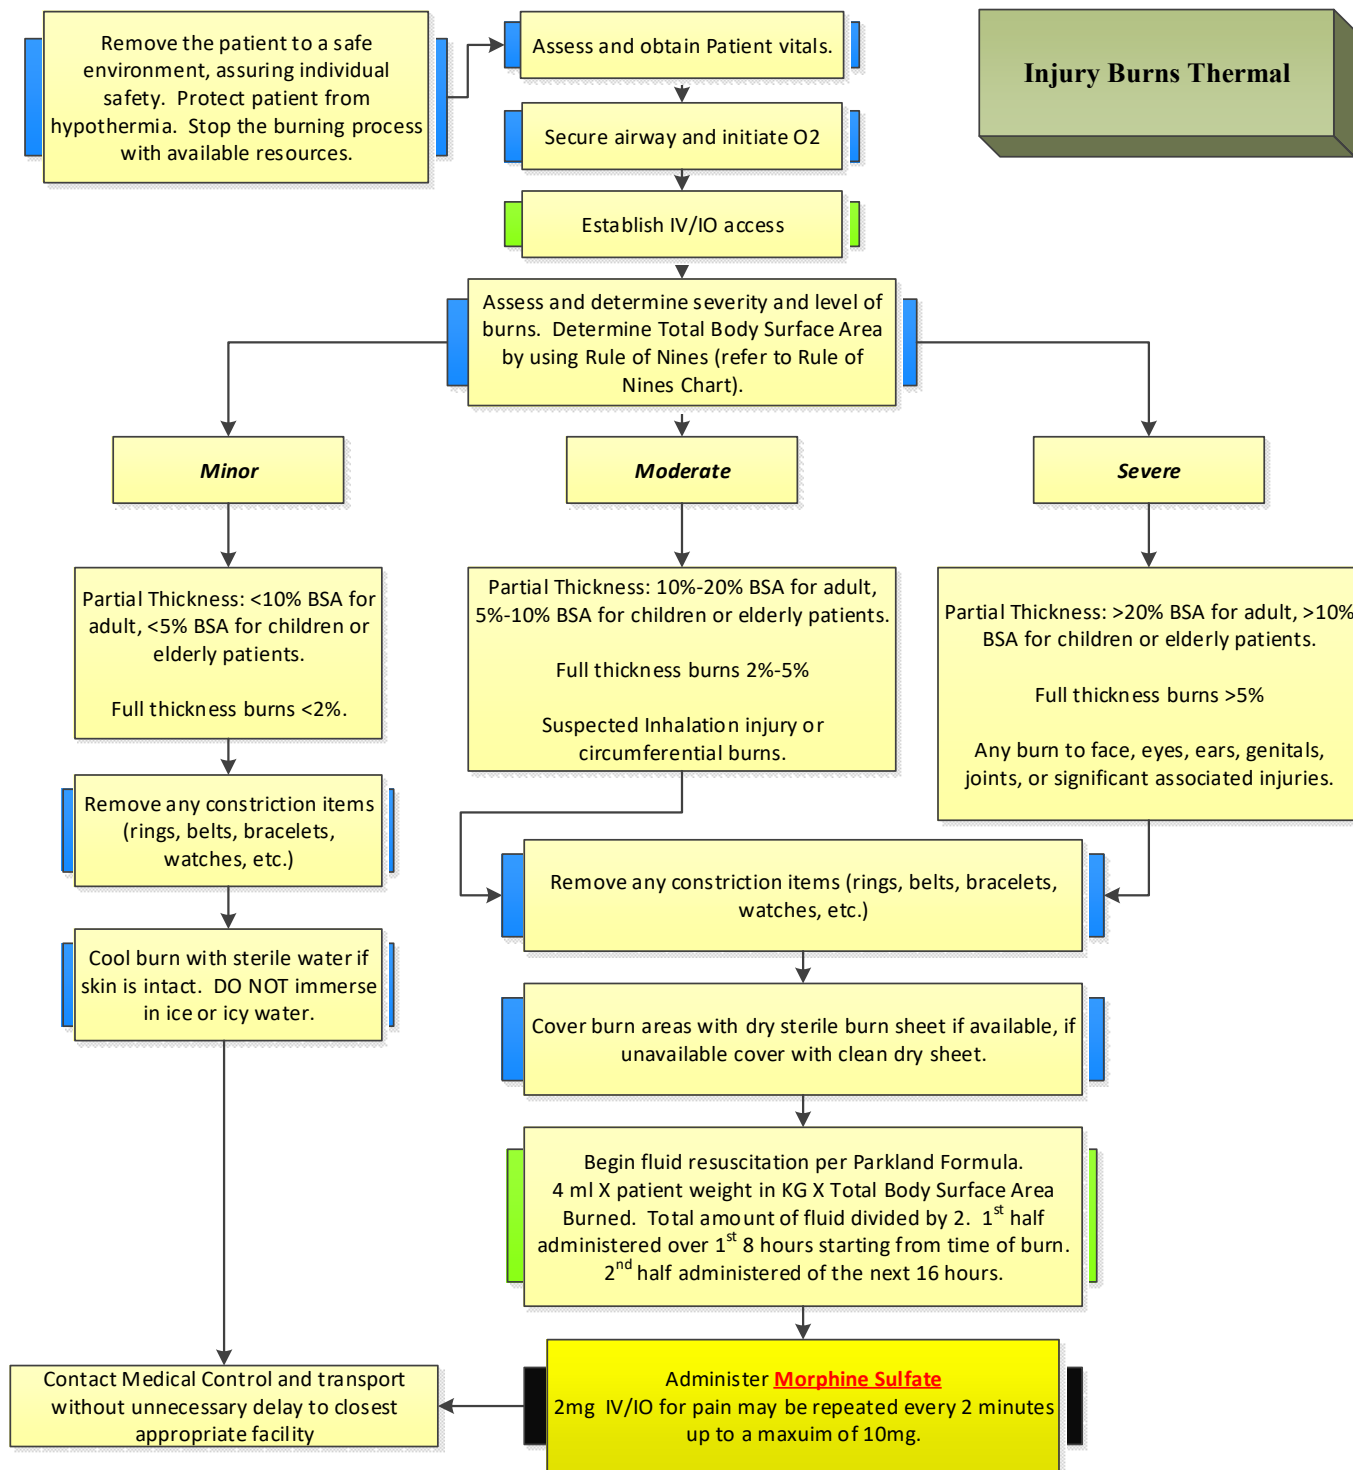 Remove the patient to a safe
environment, assuring individual
safety.  Protect patient from
hypothermia.  Stop the burning process
with available resources.
Assess and obtain Patient vitals.
Injury Burns Thermal
Secure airway and initiate O2
Establish IV/IO access
Assess and determine severity and level of
burns.  Determine Total Body Surface Area
by using Rule of Nines (refer to Rule of
Nines Chart).
Minor
Moderate
Severe
Partial Thickness: <10% BSA for
adult, <5% BSA for children or
elderly patients.
Full thickness burns <2%.
Partial Thickness: 10%-20% BSA for adult,
5%-10% BSA for children or elderly patients.
Full thickness burns 2%-5%
Suspected Inhalation injury or
circumferential burns.
Partial Thickness: >20% BSA for adult, >10%
BSA for children or elderly patients.
Full thickness burns >5%
Any burn to face, eyes, ears, genitals,
joints, or significant associated injuries.
Remove any constriction items
(rings, belts, bracelets,
watches, etc.)
Cool burn with sterile water if
skin is intact.  DO NOT immerse
in ice or icy water.
Remove any constriction items (rings, belts, bracelets,
watches, etc.)
Cover burn areas with dry sterile burn sheet if available, if
unavailable cover with clean dry sheet.
Begin fluid resuscitation per Parkland Formula.
4 ml X patient weight in KG X Total Body Surface Area
Burned.  Total amount of fluid divided by 2.  1st half
administered over 1st 8 hours starting from time of burn.
2nd half administered of the next 16 hours.
Administer Morphine Sulfate
2mg  IV/IO for pain may be repeated every 2 minutes
up to a maxuim of 10mg.
Contact Medical Control and transport
without unnecessary delay to closest
appropriate facility